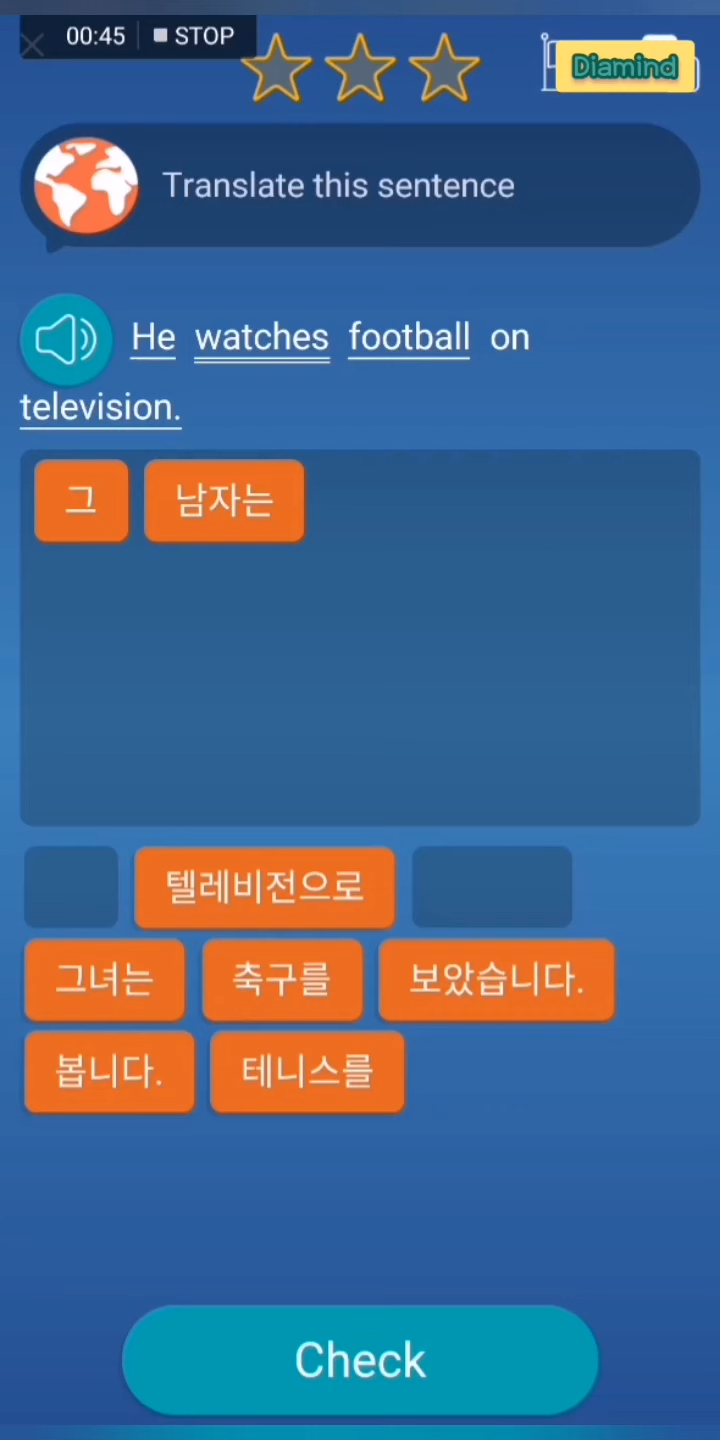 00:45 STOP
Diamind
Translate this sentence
He watches football on
television.
그 남자는
텔레비전으로
그녀는 축구를 보았습니다.
봅니다. 테니스를
Check